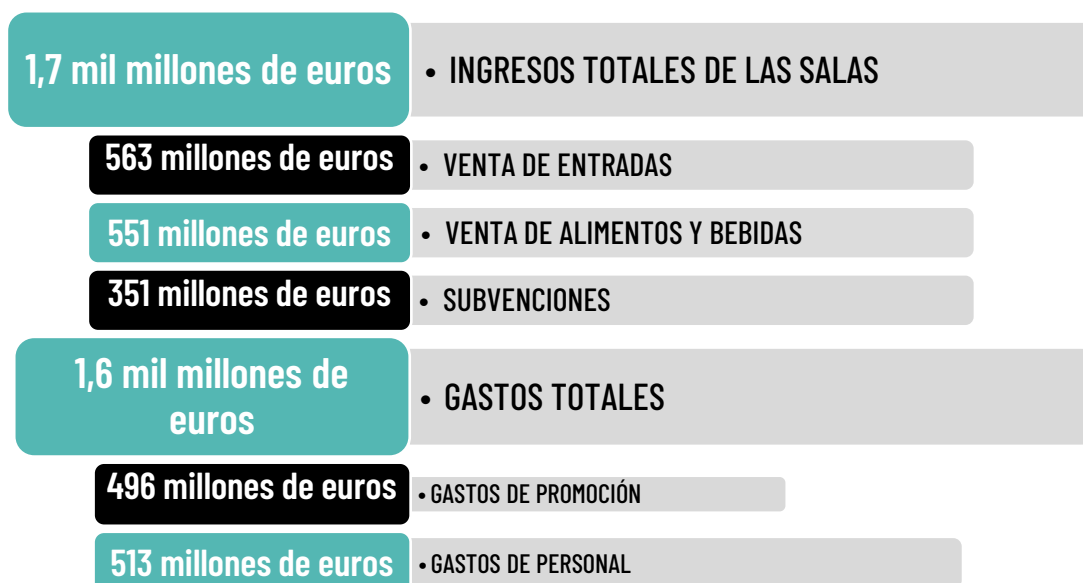 1,7 mil millones de euros • INGRESOS TOTALES DE LAS SALAS
563 millones de euros • VENTA DE ENTRADAS
551 millones de euros • VENTA DE ALIMENTOS Y BEBIDAS
351 millones de euros • SUBVENCIONES
1,6 mil millones de
euros
• GASTOS TOTALES
496 millones de euros • GASTOS DE PROMOCIÓN
513 millones de euros • GASTOS DE PERSONAL